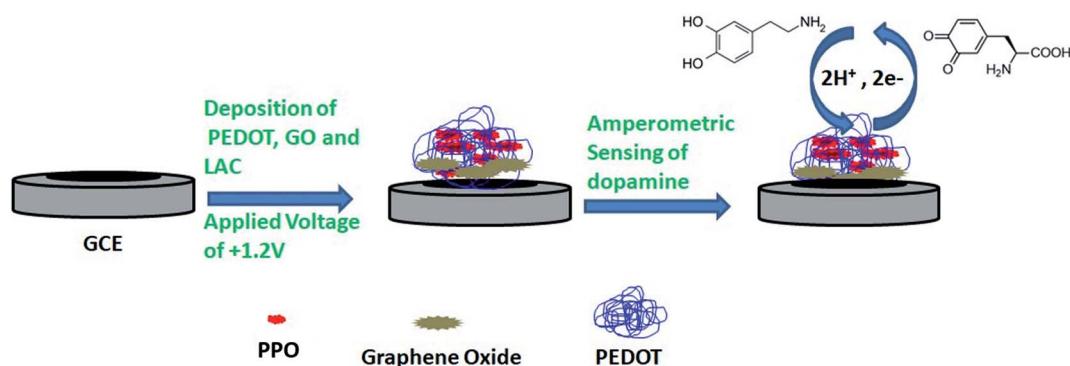 HO
HO
NH₂
O
O
H₂N
COOH
2H⁺ , 2e-
Deposition of
PEDOT, GO and
LAC
Applied Voltage
of +1.2V
Amperometric
Sensing of
dopamine
GCE
PPO
Graphene Oxide
PEDOT